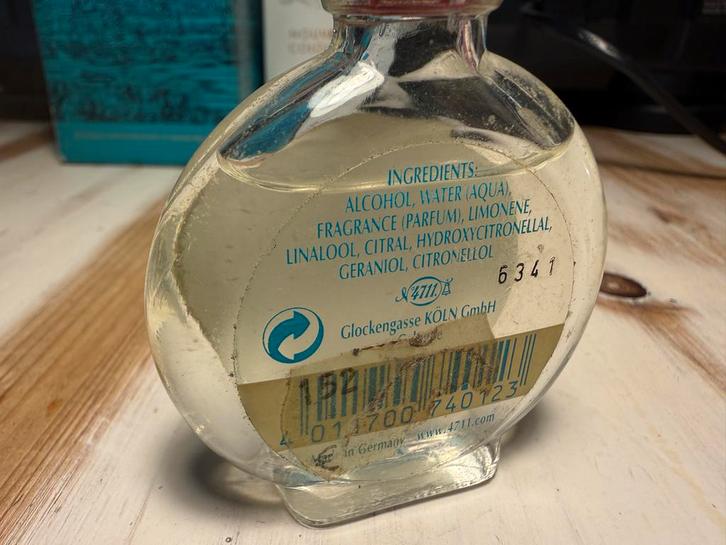 INGREDIENTS:
ALCOHOL, WATER (AQUA),
FRAGRANCE (PARFUM), LIMONENE,
LINALOOL, CITRAL, HYDROXYCITRONELLAL,
GERANIOL, CITRONELLOL
6341
4711.
Glockengasse KÖLN GmbH
152
4 011700 740123
in Germany www.4711.com
€